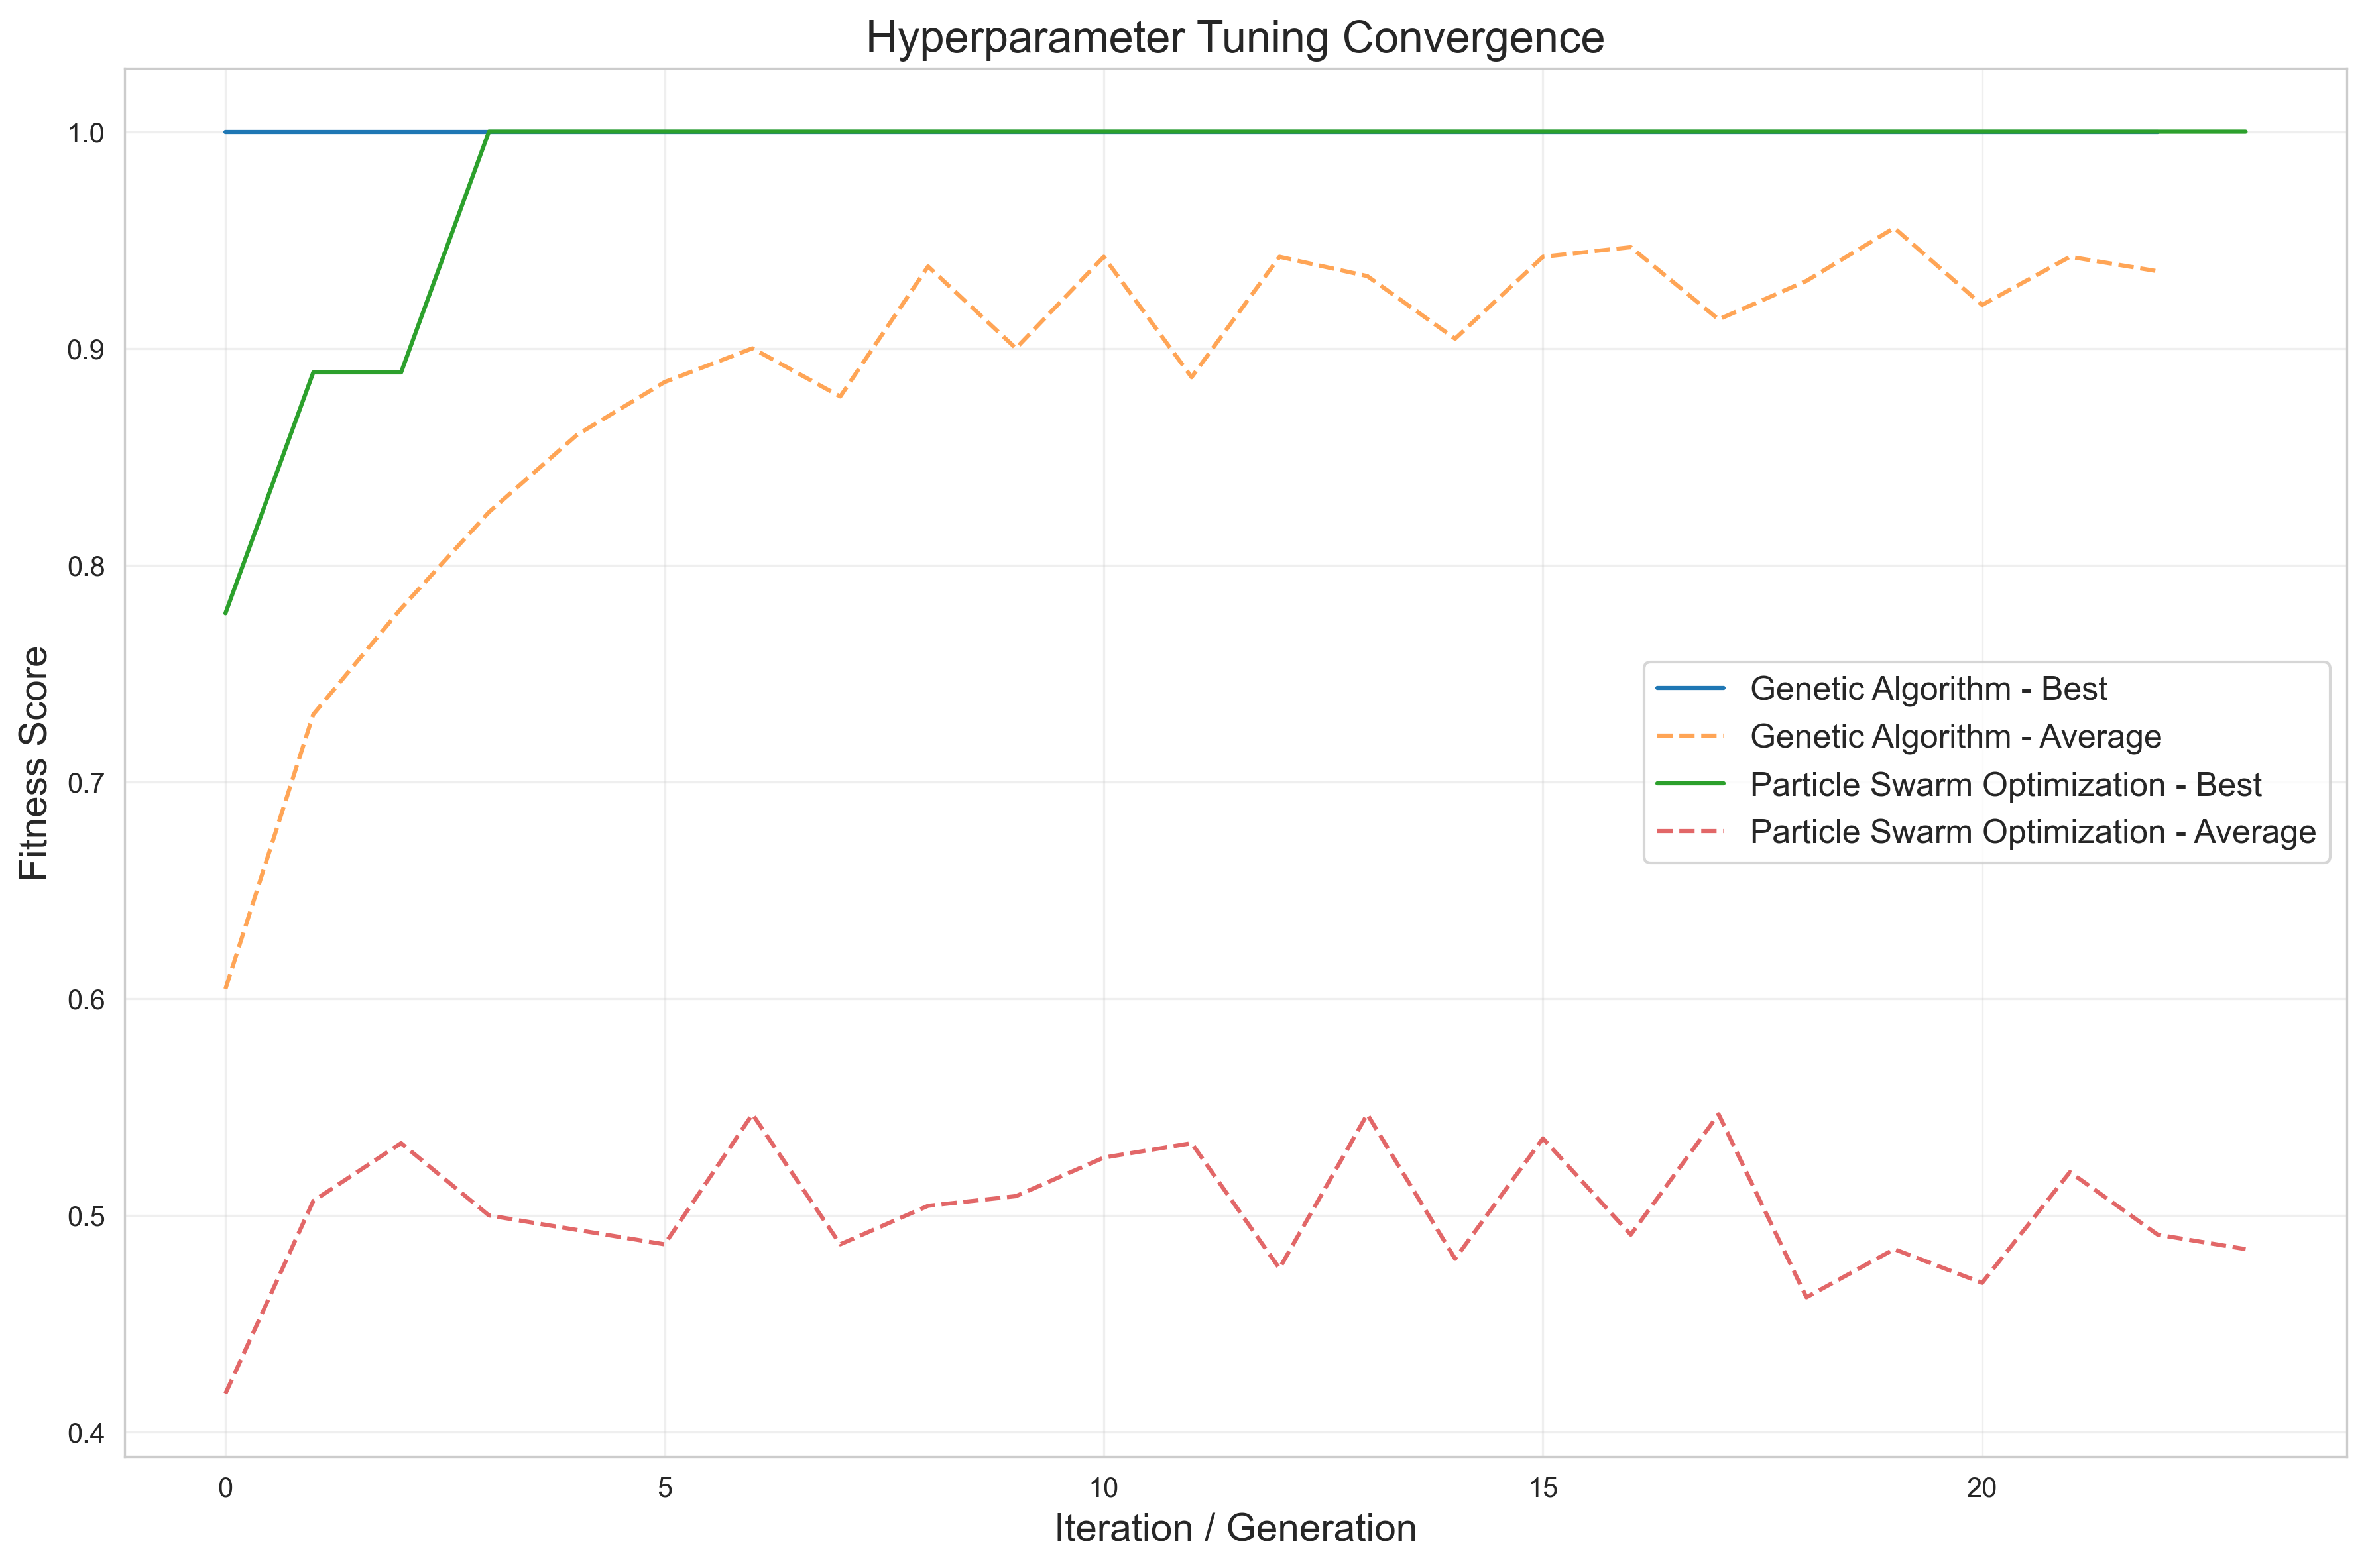 Hyperparameter Tuning Convergence
1.0
0.9
0.8
0.7
0.6
0.5
0.4
Fitness Score
Genetic Algorithm - Best
Genetic Algorithm - Average
Particle Swarm Optimization - Best
Particle Swarm Optimization - Average
0 5 10 15 20
Iteration / Generation